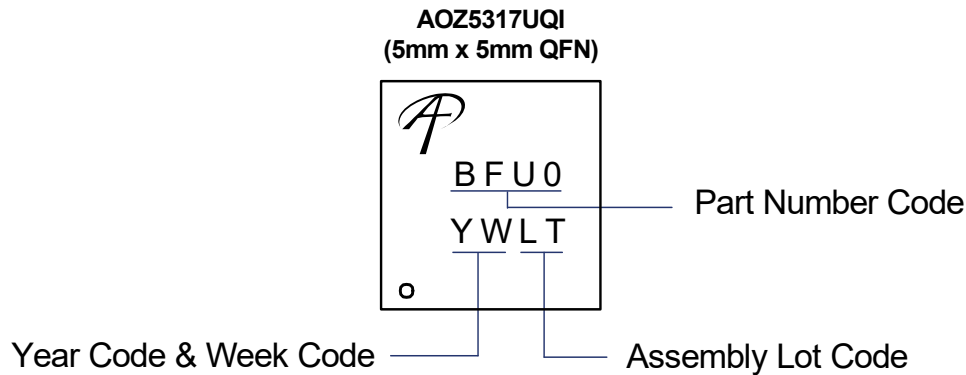 AOZ5317UQI
(5mm x 5mm QFN)
BFU0
Part Number Code
YWLT
Year Code & Week Code
Assembly Lot Code